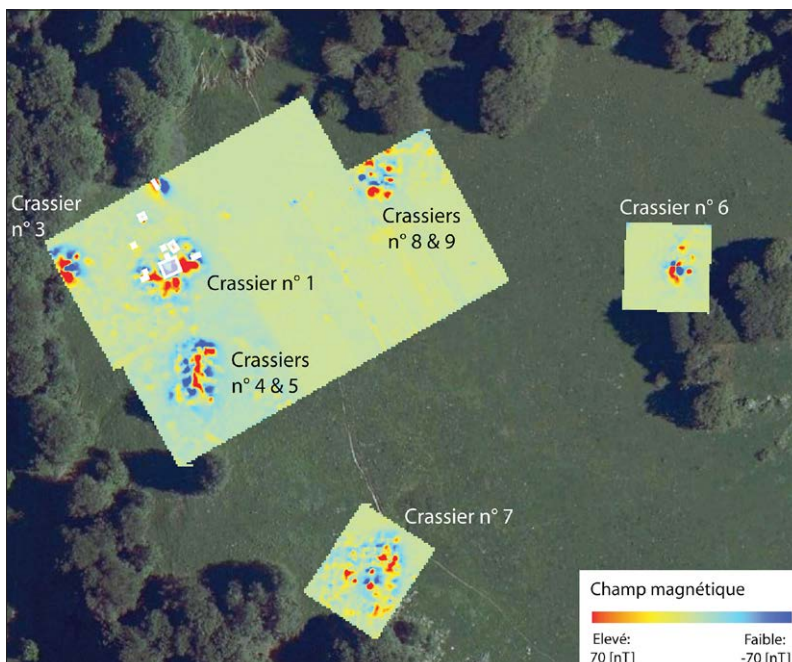 Crassier
n° 3
Crassier n° 1
Crassiers
n° 4 & 5
Crassiers
n° 8 & 9
Crassier n° 6
Crassier n° 7
Champ magnétique
Elevé:
70 [nT]
Faible:
-70 [nT]